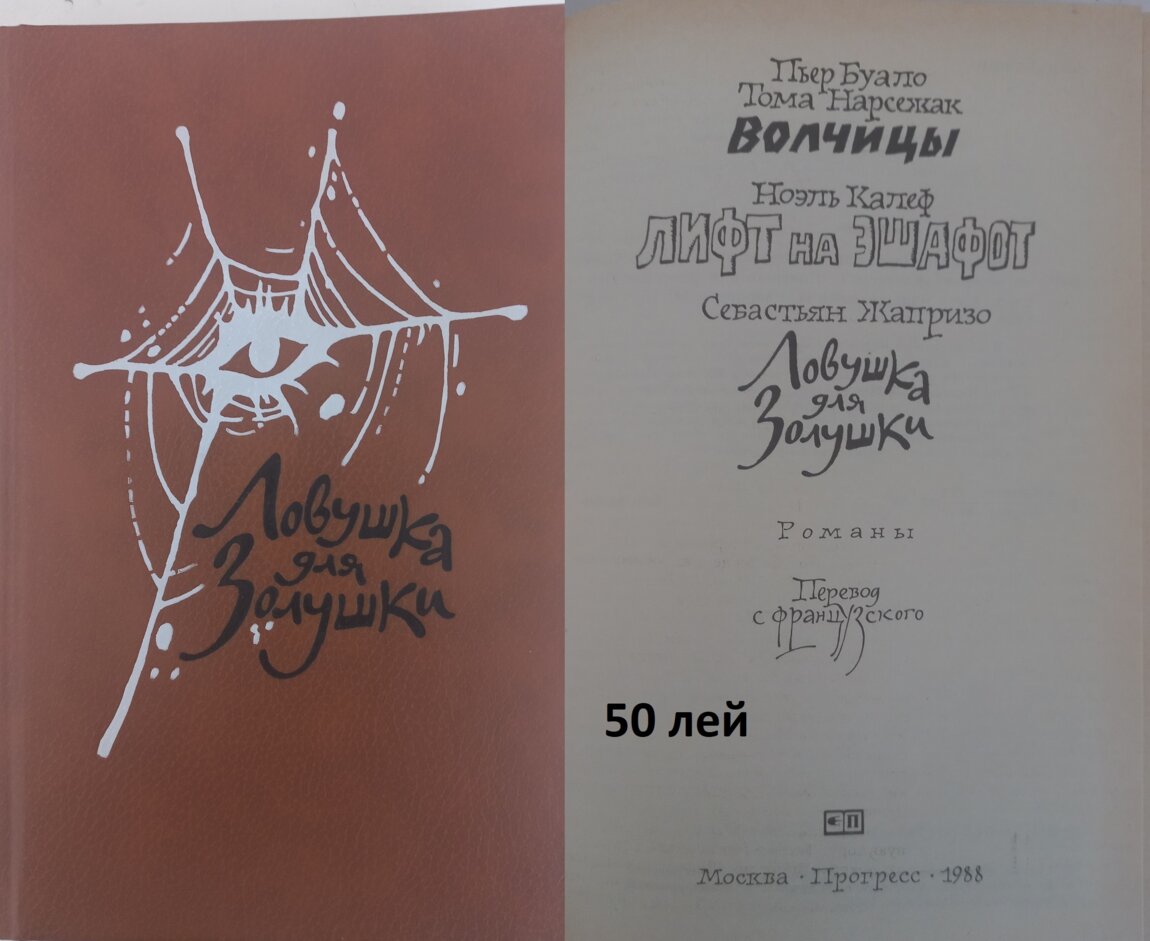 Ловушка
для
Золушки
Пьер Буало
Тома Нарсежак
ВОЛЧИЦЫ
Ноэль Калеф
ЛИФТ НА ЭШАФОТ
Себастьян Жапризо
Ловушка
для
Золушки
Романы
Перевод
с французского
50 лей
П
Москва · Прогресс · 1988